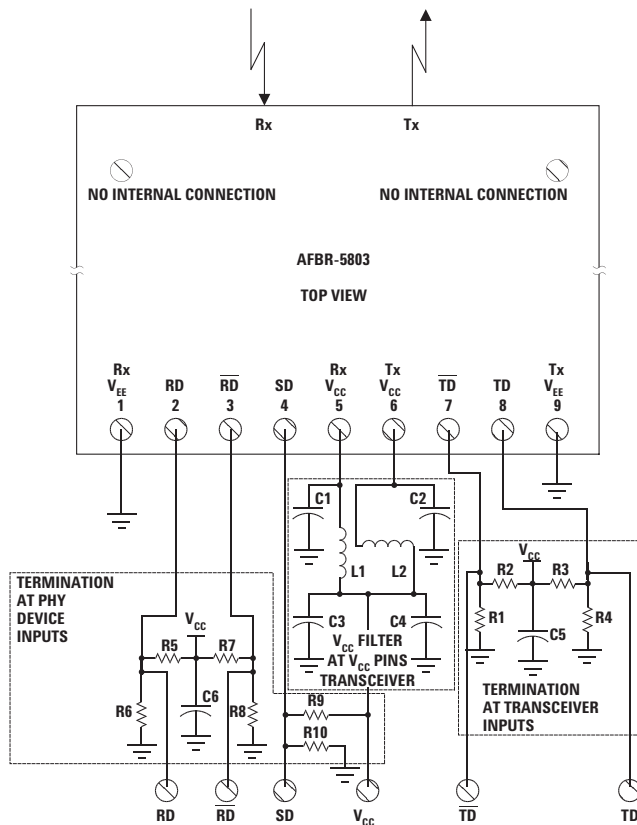 Rx Tx
NO INTERNAL CONNECTION NO INTERNAL CONNECTION
AFBR-5803
TOP VIEW
Rx Rx Tx Tx
VEE RD RD SD VCC VCC TD TD VEE
1 2 3 4 5 6 7 8 9
C1 C2
L1 L2
VCC
R2 R3
TERMINATION
AT PHY
DEVICE
INPUTS
C3 C4
R1 C5 R4
VCC FILTER
AT VCC PINS
TRANSCEIVER
VCC
R5 R7
R6 C6 R8
TERMINATION
AT TRANSCEIVER
INPUTS
R9
R10
RD RD SD VCC TD TD